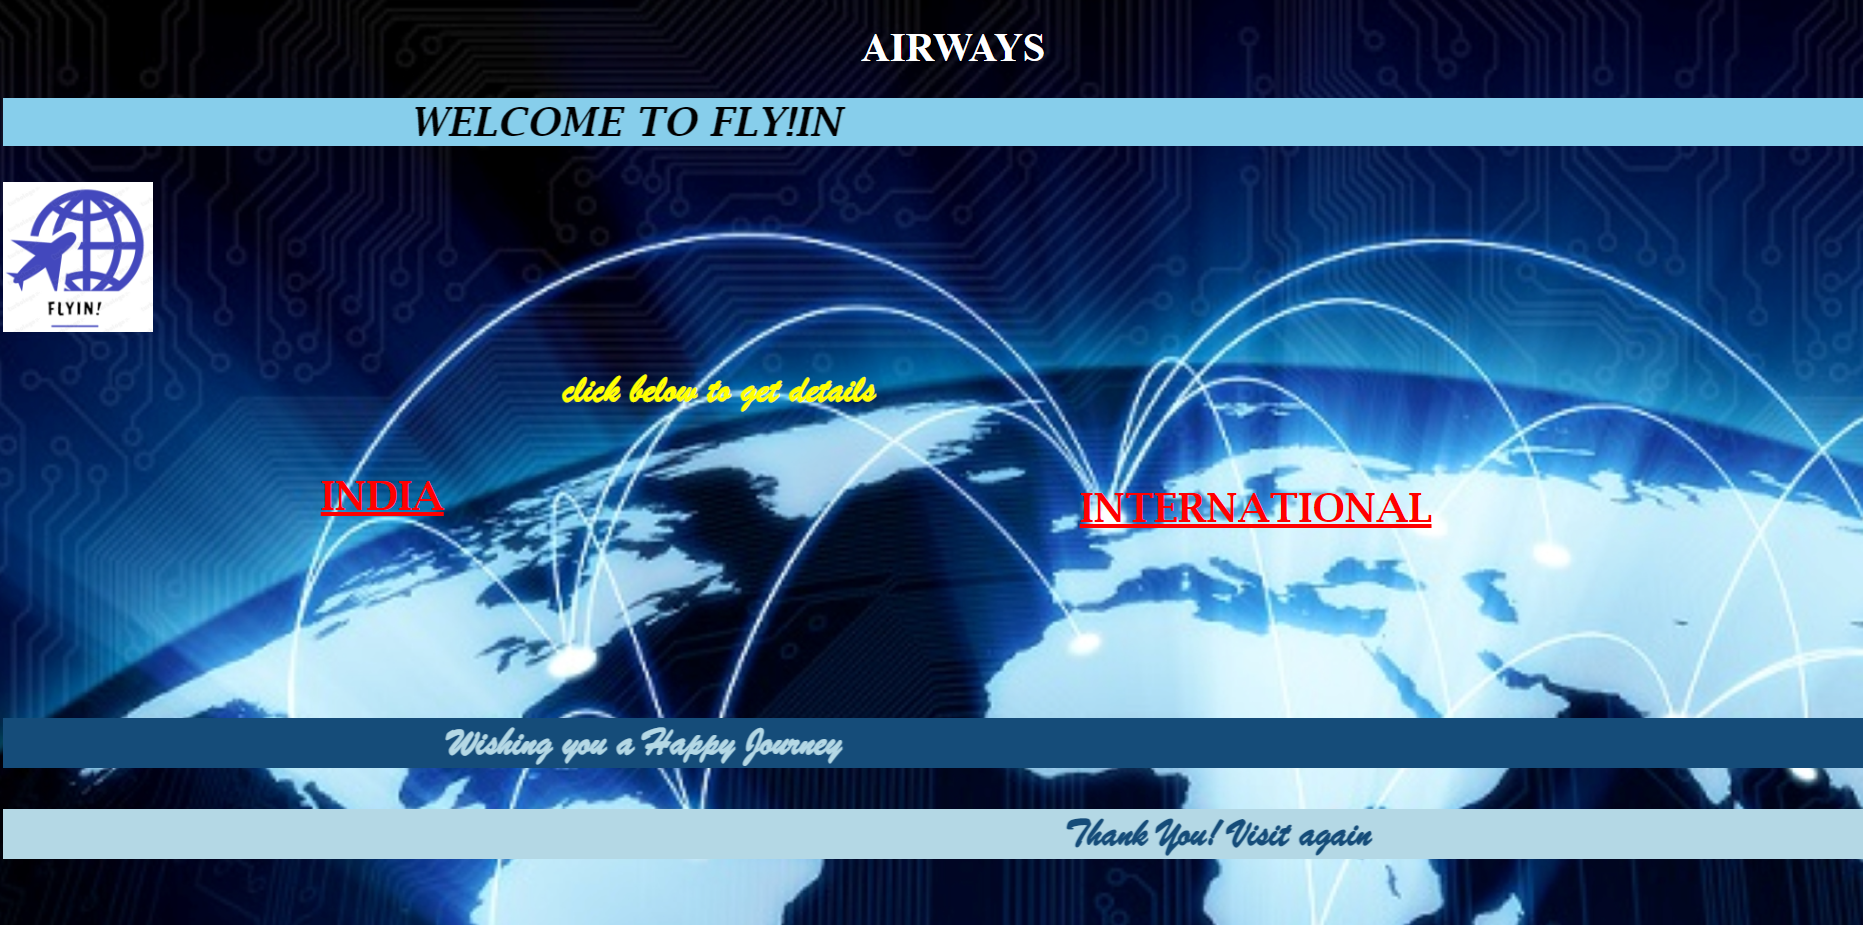 AIRWAYS
WELCOME TO FLY!IN
FLYIN!
click below to get details
INDIA
INTERNATIONAL
Wishing you a Happy Journey
Thank You! Visit again